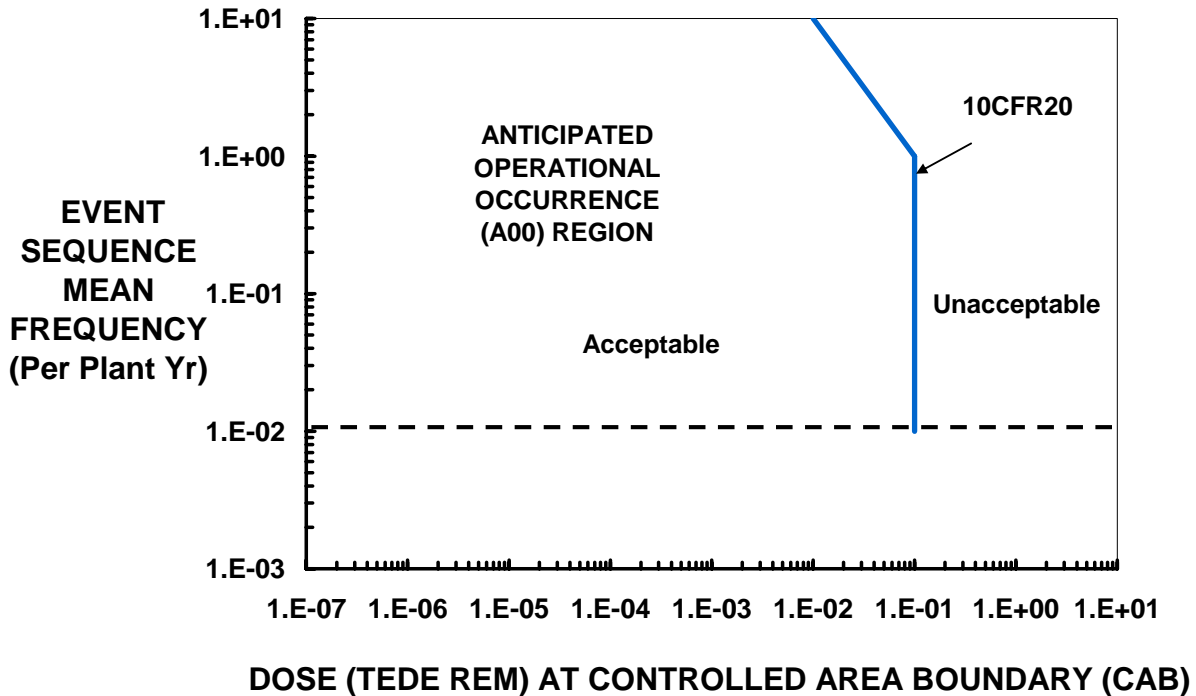 1.E+01
1.E+00
1.E-01
1.E-02
1.E-03
EVENT
SEQUENCE
MEAN
FREQUENCY
(Per Plant Yr)
ANTICIPATED
OPERATIONAL
OCCURRENCE
(A00) REGION
10CFR20
Unacceptable
Acceptable
1.E-07 1.E-06 1.E-05 1.E-04 1.E-03 1.E-02 1.E-01 1.E+00 1.E+01
DOSE (TEDE REM) AT CONTROLLED AREA BOUNDARY (CAB)